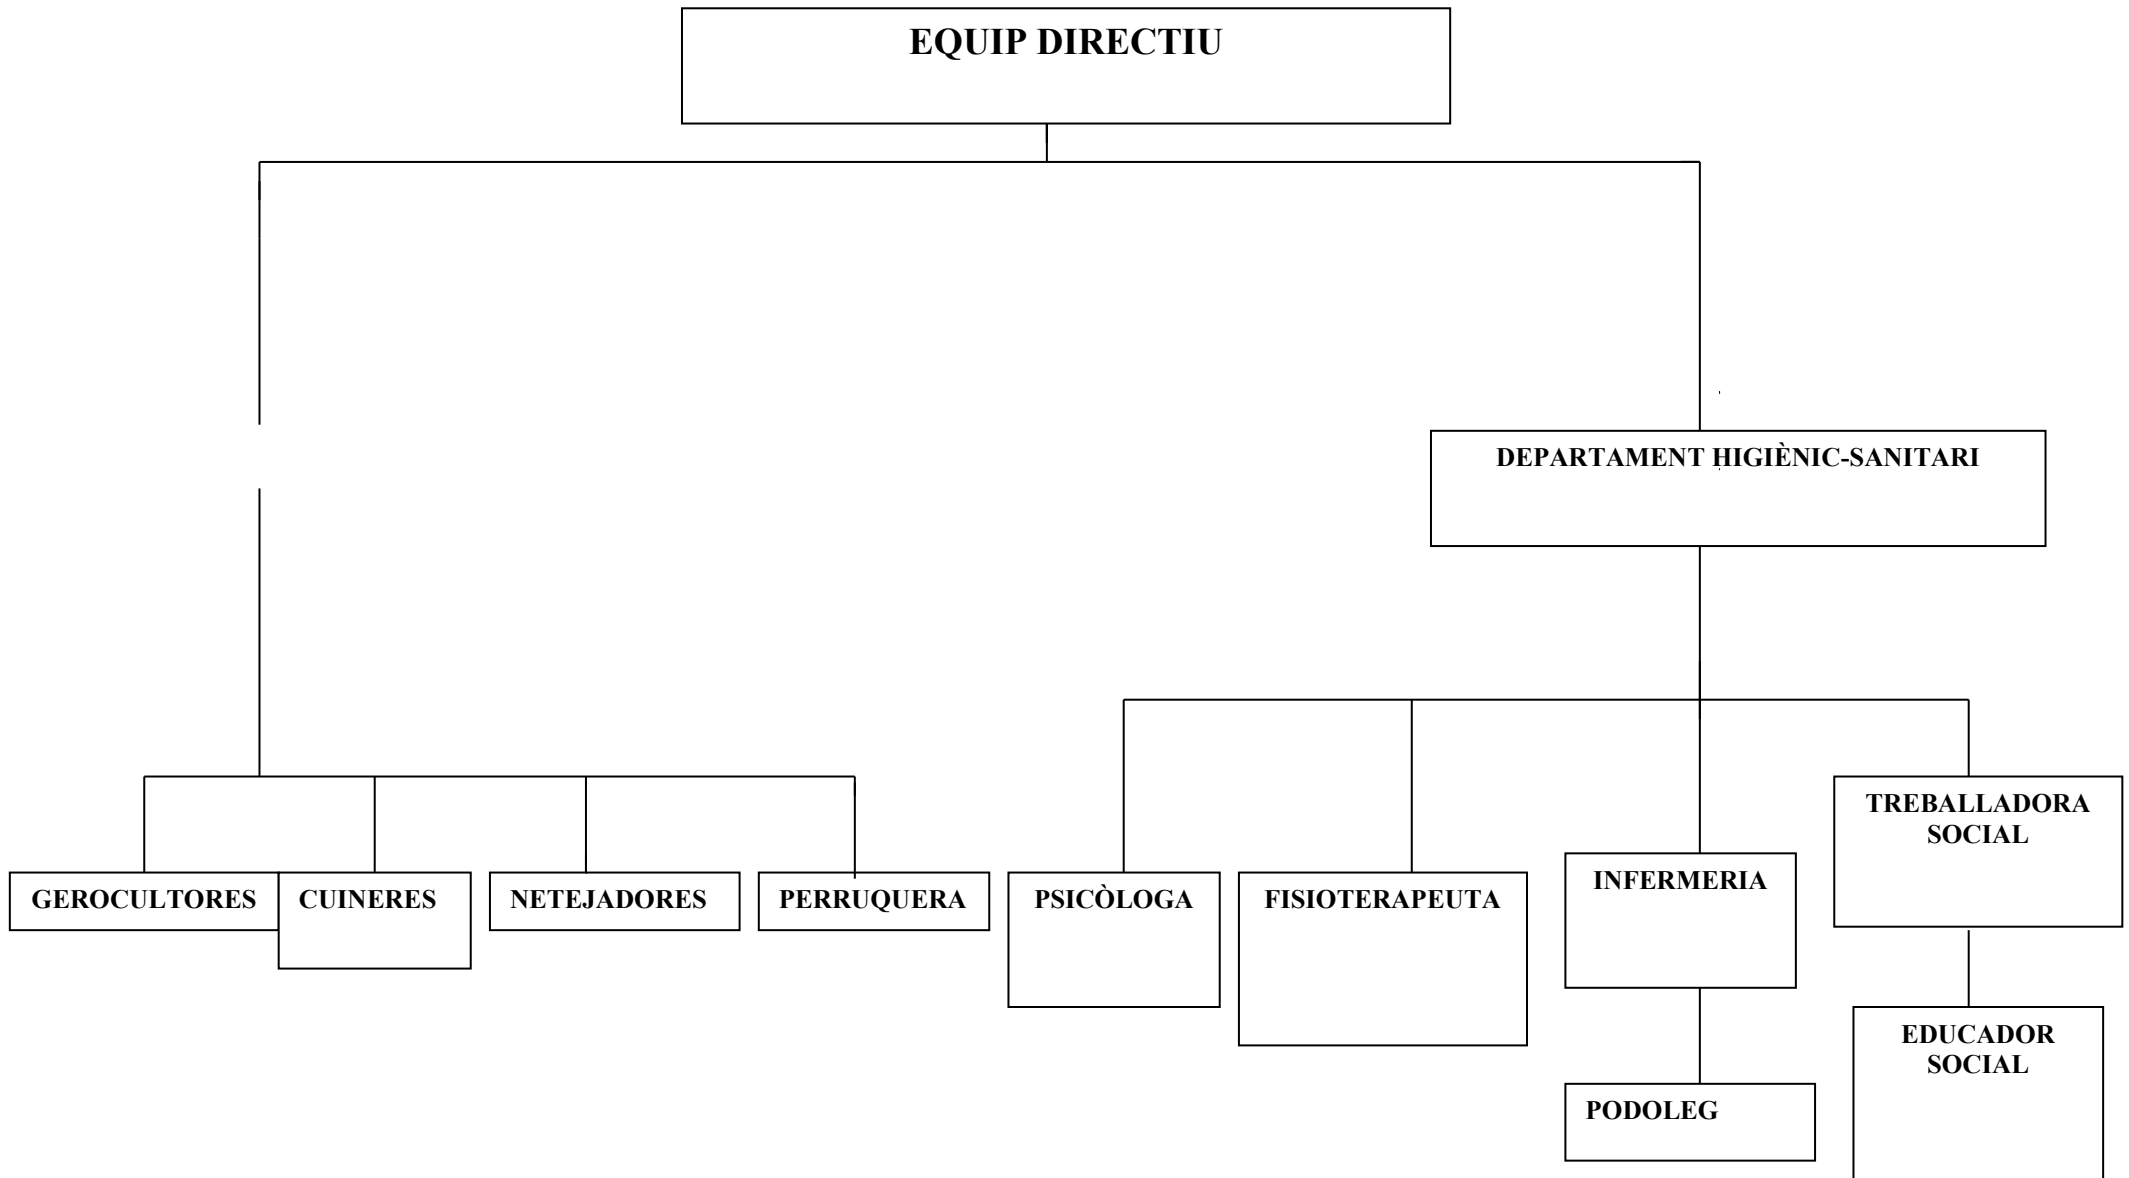 EQUIP DIRECTIU
DEPARTAMENT HIGIÈNIC-SANITARI
TREBALLADORA
SOCIAL
GEROCULTORES
CUINERES
NETEJADORES
PERRUQUERA
PSICÒLOGA
FISIOTERAPEUTA
INFERMERIA
EDUCADOR
SOCIAL
PODOLEG